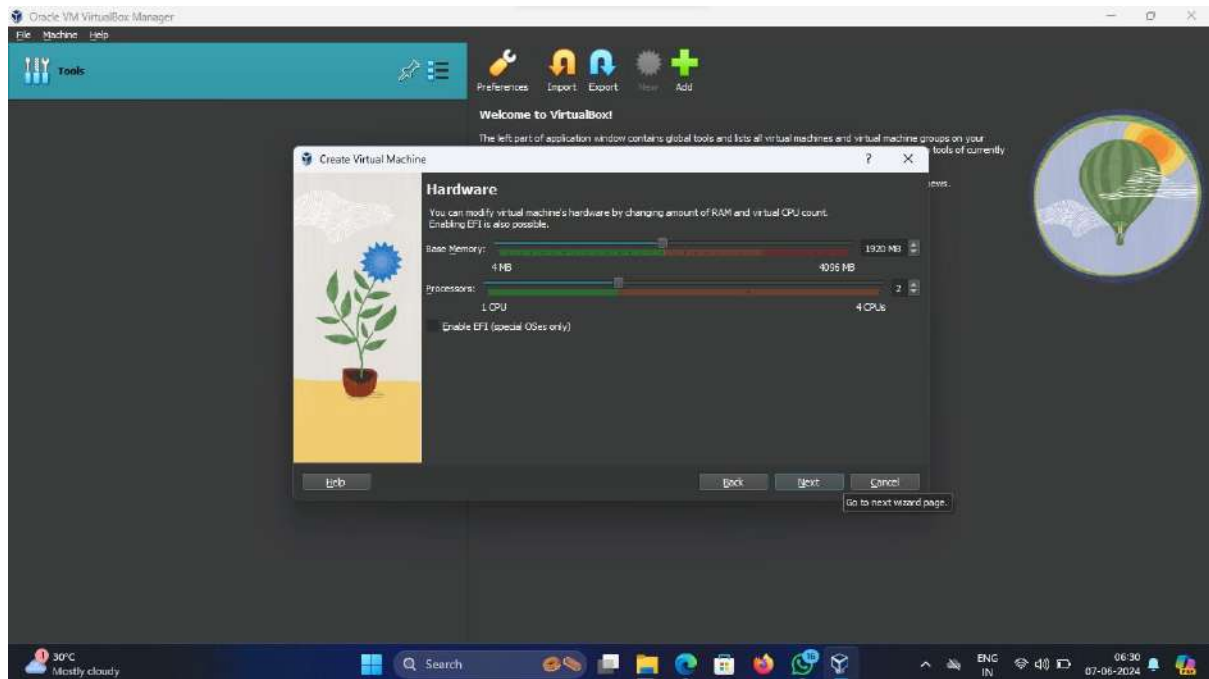 Oracle VM VirtualBox Manager
File Machine Help
Tools
Preferences Import Export New Add
Welcome to VirtualBox!
The left part of application window contains global tools and lists all virtual machines and virtual machine groups on your
tools of currently
news.
Create Virtual Machine
Hardware
You can modify virtual machine's hardware by changing amount of RAM and virtual CPU count.
Enabling EFI is also possible.
Base Memory: 1920 MB
4 MB 4096 MB
Processors: 2
1 CPU 4 CPUs
Enable EFI (special OSes only)
Help Back Next Cancel
Go to next wizard page.
1 30°C
Mostly cloudy
Search
16
ENG
IN
06:30
07-06-2024